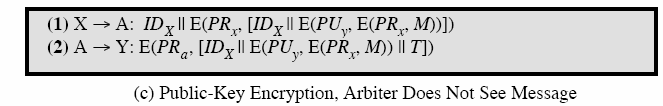 (1) X → A: ID_X || E(PR_x, [ID_X || E(PU_y, E(PR_x, M))])
(2) A → Y: E(PR_a, [ID_X || E(PU_y, E(PR_x, M)) || T])
(c) Public-Key Encryption, Arbiter Does Not See Message